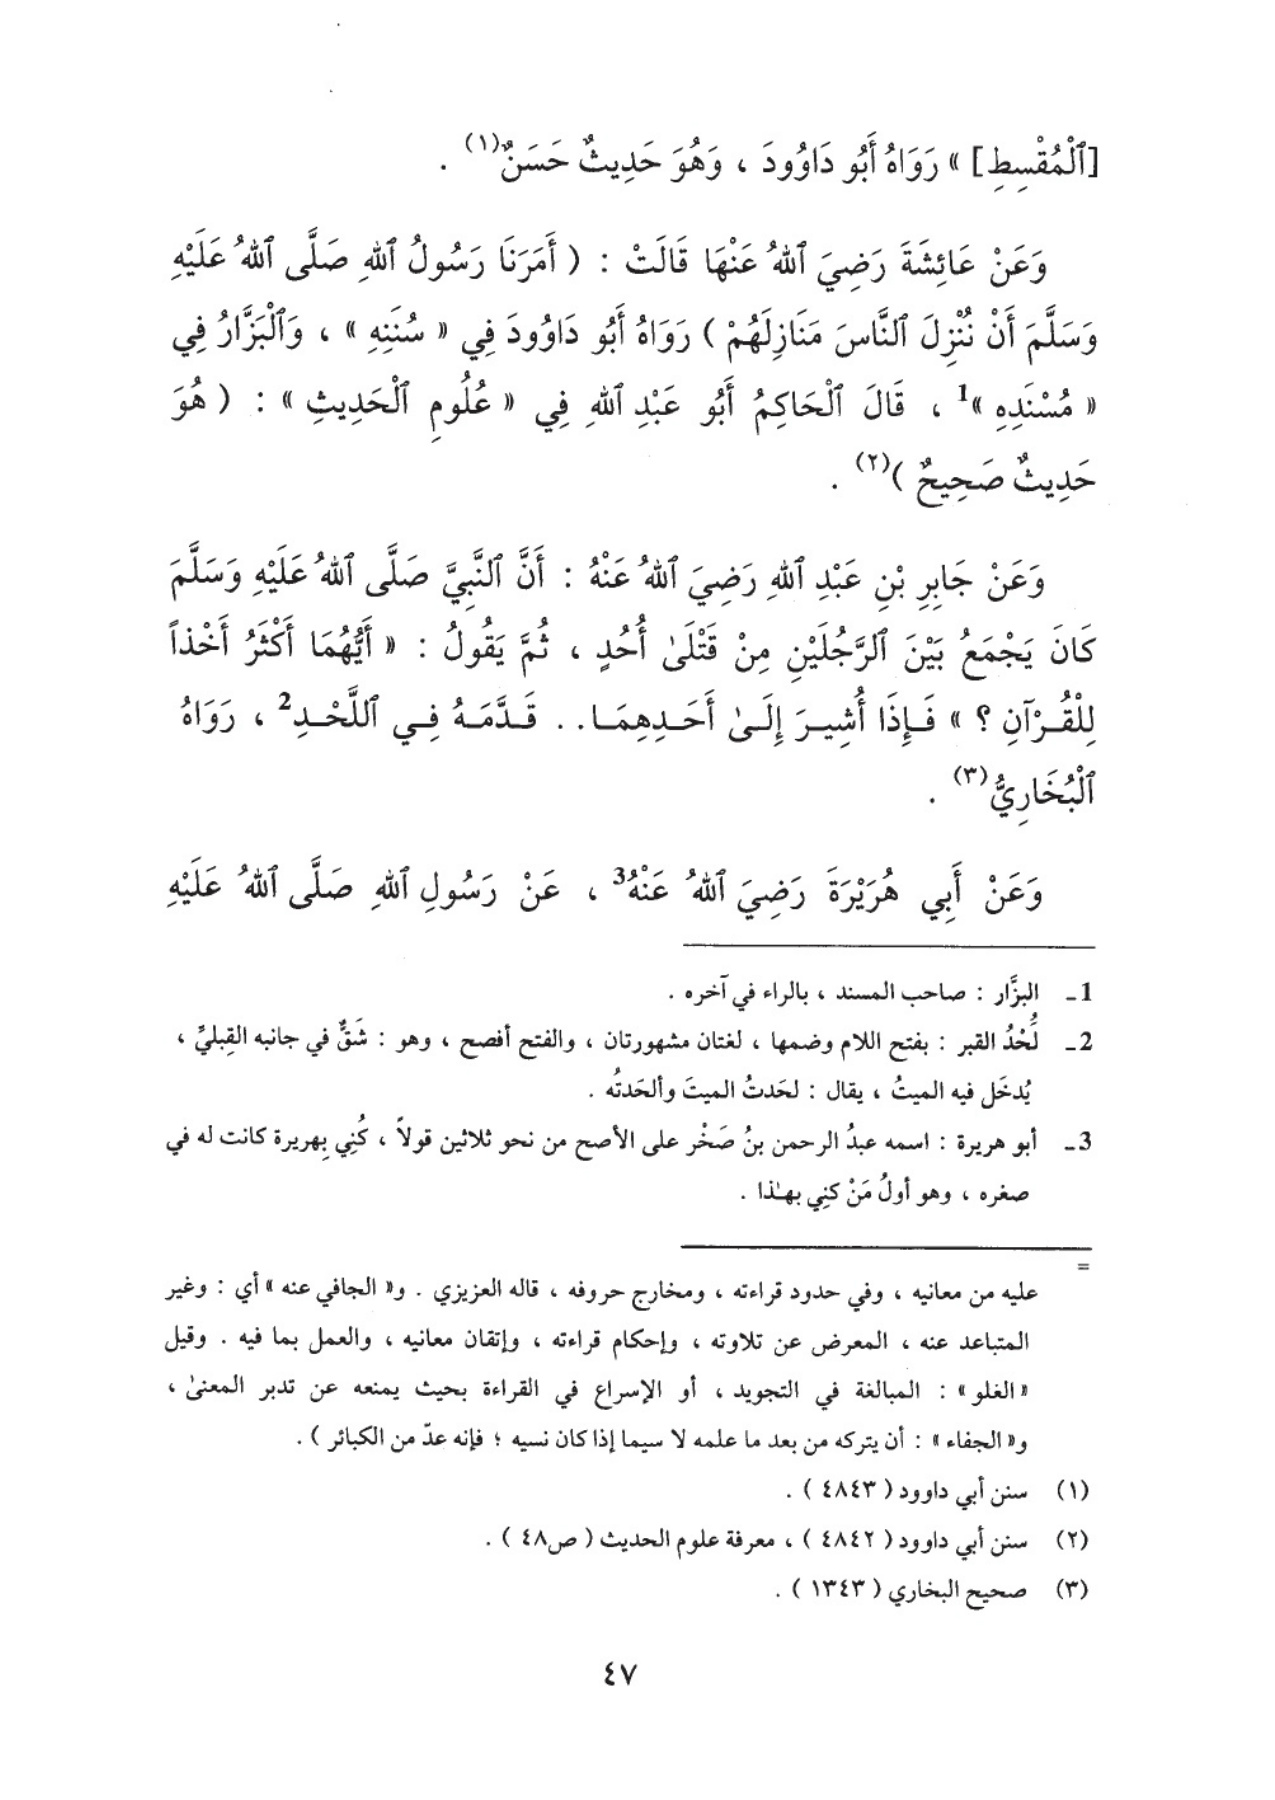 [ٱلْمُقْسِطِ] » رَوَاهُ أَبُو دَاوُودَ ، وَهُوَ حَدِيثٌ حَسَنٌ(١) .
وَعَنْ عَائِشَةَ رَضِيَ ٱللهُ عَنْهَا قَالَتْ : ( أَمَرَنَا رَسُولُ ٱللهِ صَلَّى ٱللهُ عَلَيْهِ
وَسَلَّمَ أَنْ نُنْزِلَ ٱلنَّاسَ مَنَازِلَهُمْ ) رَوَاهُ أَبُو دَاوُودَ فِي « سُنَنِهِ » ، وَٱلْبَزَّارُ فِي
« مُسْنَدِهِ »1 ، قَالَ ٱلْحَاكِمُ أَبُو عَبْدِ ٱللهِ فِي « عُلُومِ ٱلْحَدِيثِ » : ( هُوَ
حَدِيثٌ صَحِيحٌ )(٢) .
وَعَنْ جَابِرِ بْنِ عَبْدِ ٱللهِ رَضِيَ ٱللهُ عَنْهُ : أَنَّ ٱلنَّبِيَّ صَلَّى ٱللهُ عَلَيْهِ وَسَلَّمَ
كَانَ يَجْمَعُ بَيْنَ ٱلرَّجُلَيْنِ مِنْ قَتْلَىٰ أُحُدٍ ، ثُمَّ يَقُولُ : « أَيُّهُمَا أَكْثَرُ أَخْذاً
لِلْقُرْآنِ ؟ » فَإِذَا أُشِيرَ إِلَىٰ أَحَدِهِمَا.. قَدَّمَهُ فِي ٱللَّحْدِ2 ، رَوَاهُ
ٱلْبُخَارِيُّ(٣) .
وَعَنْ أَبِي هُرَيْرَةَ رَضِيَ ٱللهُ عَنْهُ3 ، عَنْ رَسُولِ ٱللهِ صَلَّى ٱللهُ عَلَيْهِ
1ـ البزَّار : صاحب المسند ، بالراء في آخره .
2ـ لَُحْدُ القبر : بفتح اللام وضمها ، لغتان مشهورتان ، والفتح أفصح ، وهو : شَقٌّ في جانبه القِبليِّ ،
يُدخَل فيه الميتُ ، يقال : لحَدتُ الميتَ وألحَدتُه .
3ـ أبو هريرة : اسمه عبدُ الرحمن بنُ صَخْر على الأصح من نحو ثلاثين قولاً ، كُنِي بِهريرة كانت له في
صغره ، وهو أولُ مَنْ كنِي بهـٰذا .
=
عليه من معانيه ، وفي حدود قراءته ، ومخارج حروفه ، قاله العزيزي . و« الجافي عنه » أي : وغير
المتباعد عنه ، المعرض عن تلاوته ، وإحكام قراءته ، وإتقان معانيه ، والعمل بما فيه . وقيل
« الغلو » : المبالغة في التجويد ، أو الإسراع في القراءة بحيث يمنعه عن تدبر المعنىٰ ،
و« الجفاء » : أن يتركه من بعد ما علمه لا سيما إذا كان نسيه ؛ فإنه عدّ من الكبائر ) .
(١) سنن أبي داوود ( ٤٨٤٣ ) .
(٢) سنن أبي داوود ( ٤٨٤٢ ) ، معرفة علوم الحديث ( ص٤٨ ) .
(٣) صحيح البخاري ( ١٣٤٣ ) .
٤٧